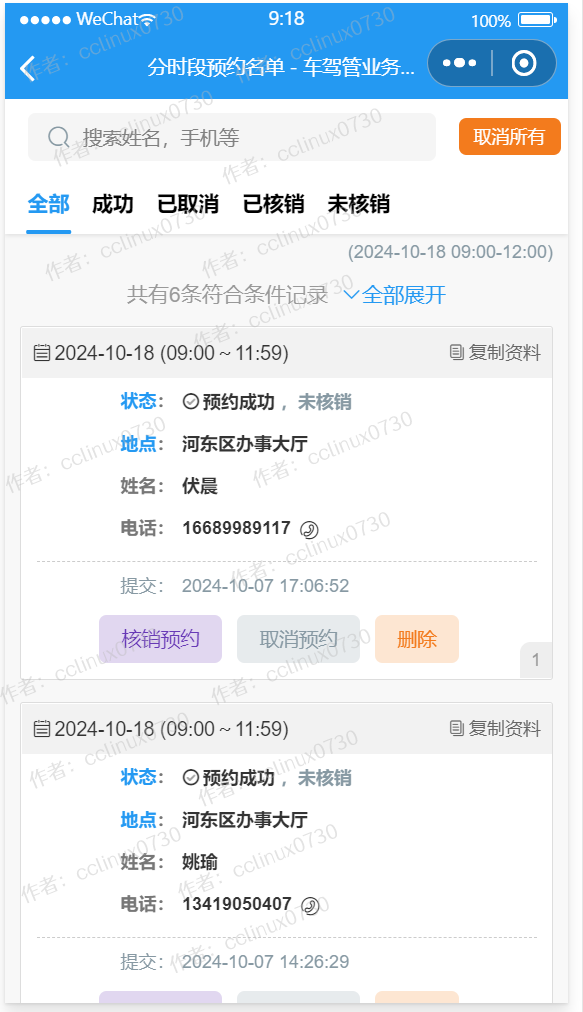 WeChat 9:18 100%
分时段预约名单 - 车驾管业务...
搜索姓名，手机等 取消所有
全部 成功 已取消 已核销 未核销
(2024-10-18 09:00-12:00)
共有6条符合条件记录 全部展开
2024-10-18 (09:00～11:59) 复制资料
状态： 预约成功 ，未核销
地点： 河东区办事大厅
姓名： 伏晨
电话： 16689989117
提交： 2024-10-07 17:06:52
核销预约 取消预约 删除
1
2024-10-18 (09:00～11:59) 复制资料
状态： 预约成功 ，未核销
地点： 河东区办事大厅
姓名： 姚瑜
电话： 13419050407
提交： 2024-10-07 14:26:29
作者：cclinux0730